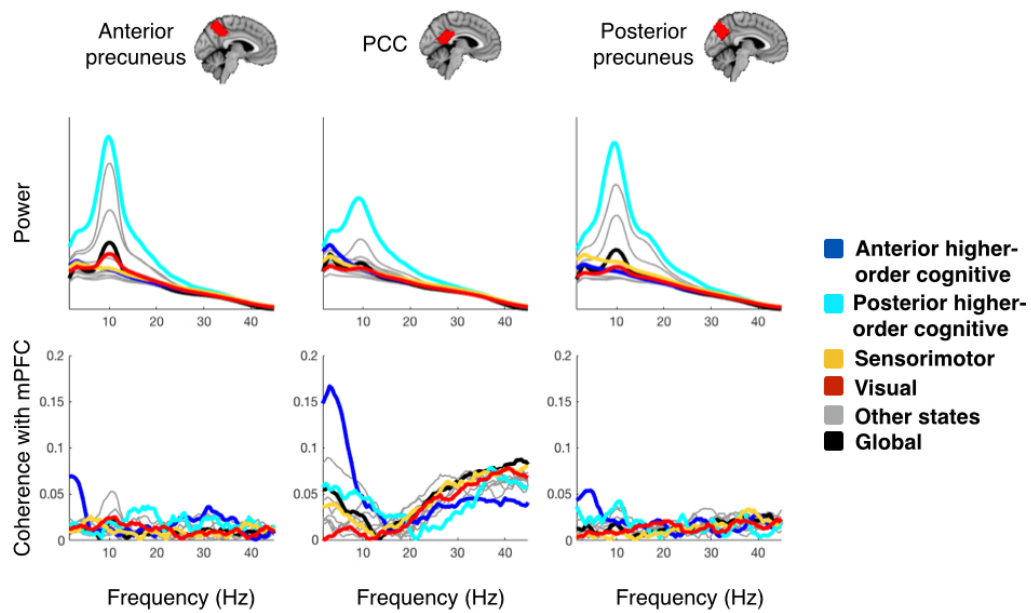 Anterior
precuneus
PCC
Posterior
precuneus
Power
10 20 30 40
10 20 30 40
10 20 30 40
Coherence with mPFC
0.2
0.15
0.1
0.05
0
10 20 30 40
0.2
0.15
0.1
0.05
0
10 20 30 40
0.2
0.15
0.1
0.05
0
10 20 30 40
Frequency (Hz)
Frequency (Hz)
Frequency (Hz)
Anterior higher-
order cognitive
Posterior higher-
order cognitive
Sensorimotor
Visual
Other states
Global